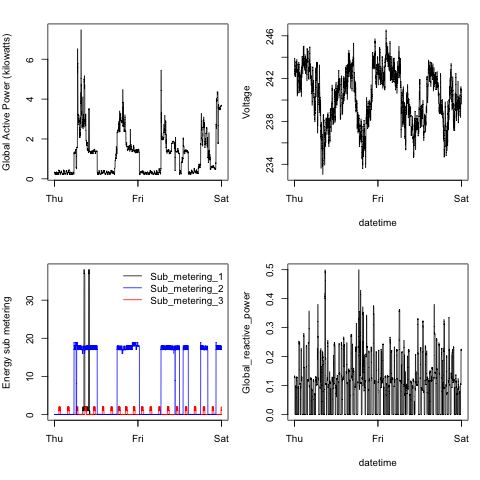 Global Active Power (kilowatts)
0 2 4 6
Thu Fri Sat
Voltage
234 238 242 246
Thu Fri Sat
datetime
Energy sub metering
0 10 20 30
Sub_metering_1
Sub_metering_2
Sub_metering_3
Thu Fri Sat
Global_reactive_power
0.0 0.1 0.2 0.3 0.4 0.5
Thu Fri Sat
datetime